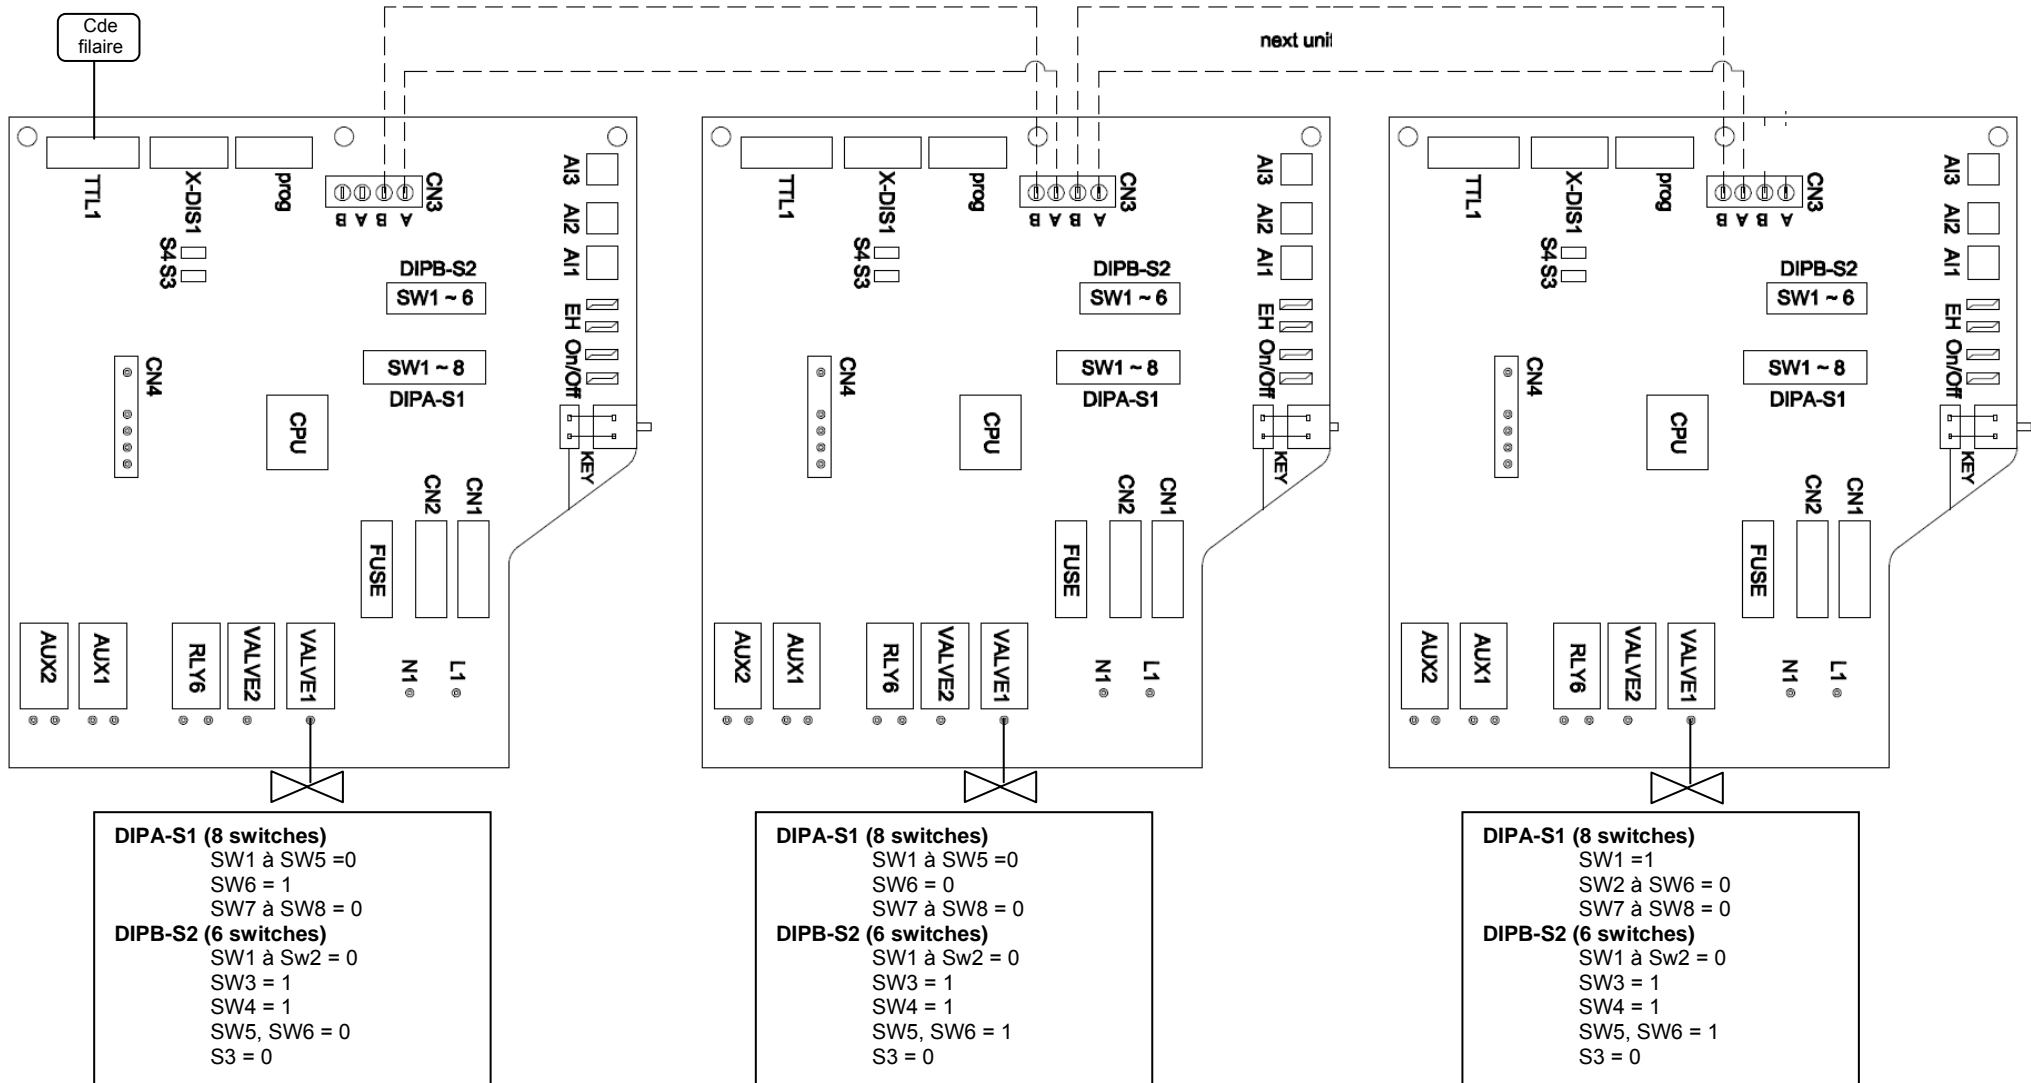 Cde
filaire
next unit
TTL1
X-DIS1
prog
CN3
B A B A
AI3
AI2
AI1
S4
S3
DIPB-S2
SW1 ~ 6
EH
On/Off
SW1 ~ 8
DIPA-S1
CN4
CPU
KEY
CN2
CN1
FUSE
AUX2
AUX1
RLY6
VALVE2
VALVE1
N1
L1
TTL1
X-DIS1
prog
CN3
B A B A
AI3
AI2
AI1
S4
S3
DIPB-S2
SW1 ~ 6
EH
On/Off
SW1 ~ 8
DIPA-S1
CN4
CPU
KEY
CN2
CN1
FUSE
AUX2
AUX1
RLY6
VALVE2
VALVE1
N1
L1
TTL1
X-DIS1
prog
CN3
B A B A
AI3
AI2
AI1
S4
S3
DIPB-S2
SW1 ~ 6
EH
On/Off
SW1 ~ 8
DIPA-S1
CN4
CPU
KEY
CN2
CN1
FUSE
AUX2
AUX1
RLY6
VALVE2
VALVE1
N1
L1
DIPA-S1 (8 switches)
SW1 à SW5 =0
SW6 = 1
SW7 à SW8 = 0
DIPB-S2 (6 switches)
SW1 à Sw2 = 0
SW3 = 1
SW4 = 1
SW5, SW6 = 0
S3 = 0
DIPA-S1 (8 switches)
SW1 à SW5 =0
SW6 = 0
SW7 à SW8 = 0
DIPB-S2 (6 switches)
SW1 à Sw2 = 0
SW3 = 1
SW4 = 1
SW5, SW6 = 1
S3 = 0
DIPA-S1 (8 switches)
SW1 =1
SW2 à SW6 = 0
SW7 à SW8 = 0
DIPB-S2 (6 switches)
SW1 à Sw2 = 0
SW3 = 1
SW4 = 1
SW5, SW6 = 1
S3 = 0